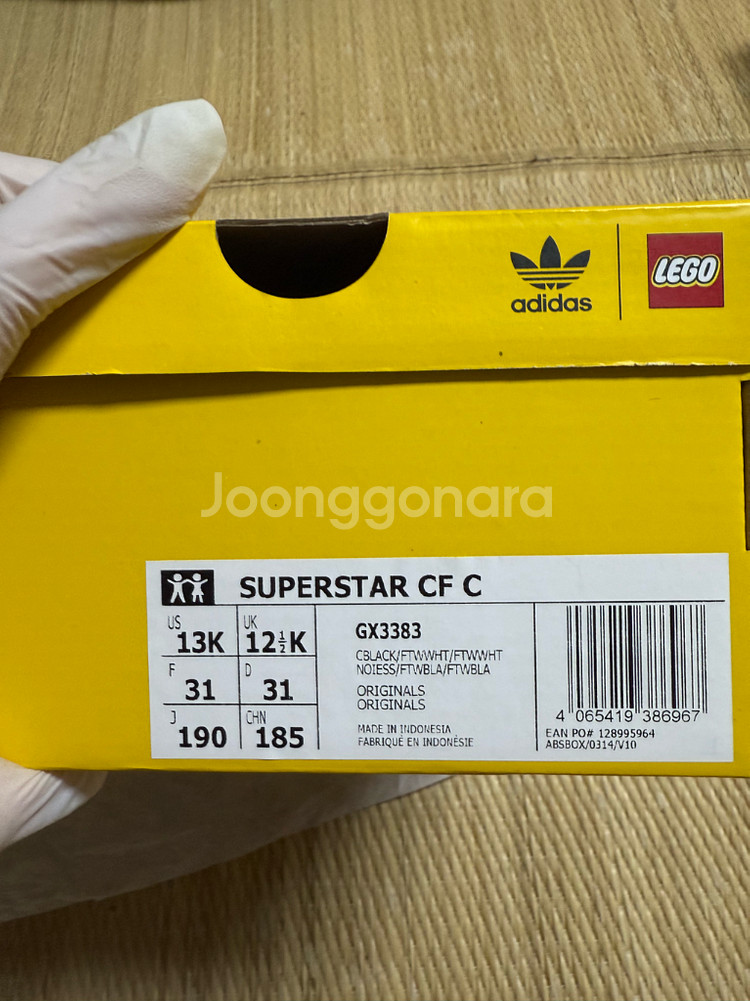 adidas
LEGO
Joonggonara
SUPERSTAR CF C
US 13K UK 12½K
F 31 D 31
J 190 CHN 185
GX3383
CBLACK/FTWWHT/FTWWHT
NOIESS/FTWBLA/FTWBLA
ORIGINALS
ORIGINALS
MADE IN INDONESIA
FABRIQUÉ EN INDONÉSIE
4 065419 386967
EAN PO# 128995964
ABSBOX/0314/V10